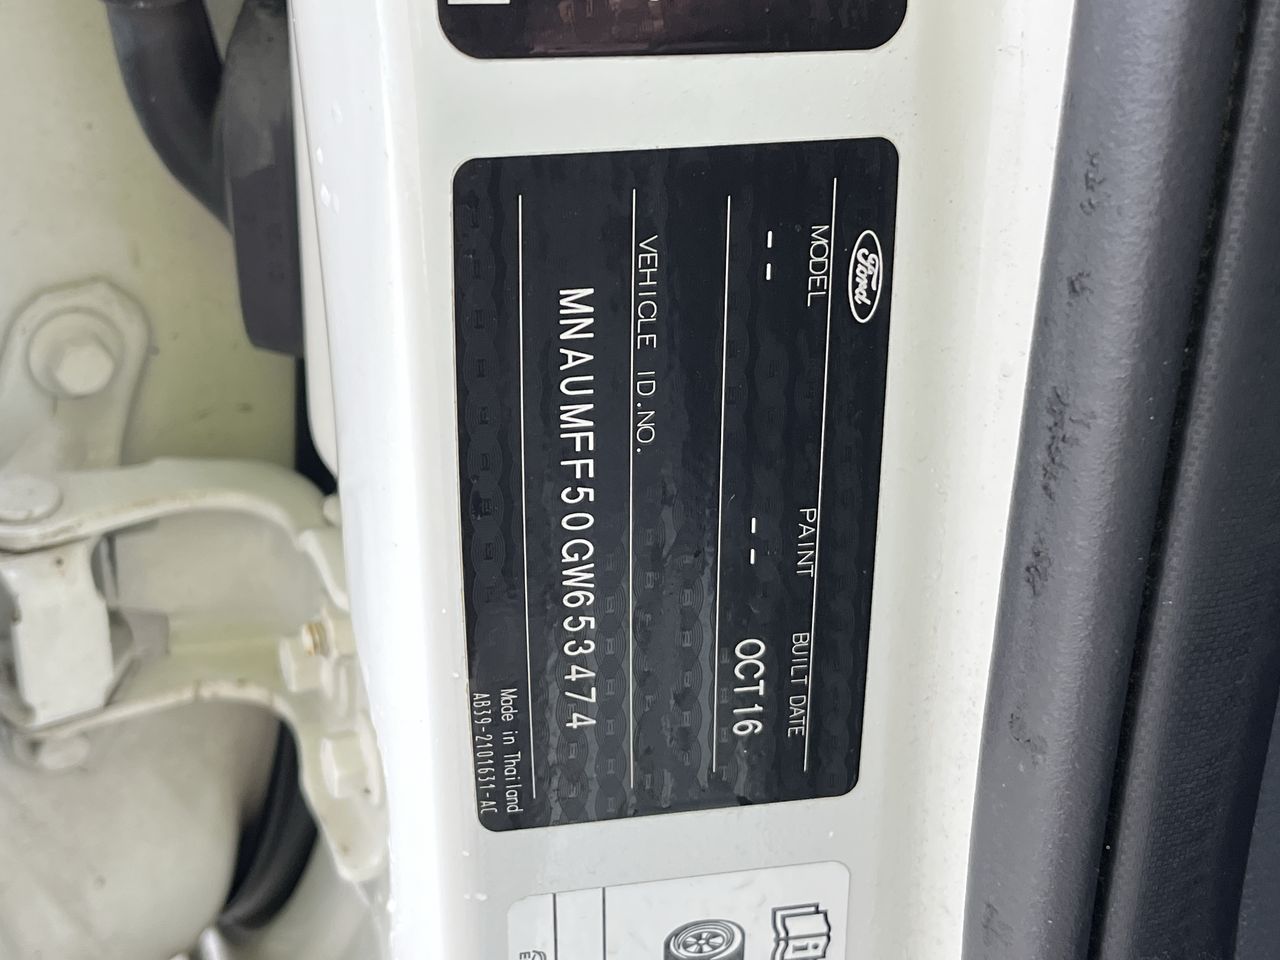 Ford
MODEL PAINT BUILT DATE
-- -- OCT16
VEHICLE ID.NO.
MNAUMFF50GW653474
Made in Thailand
AB39-2101631-AC